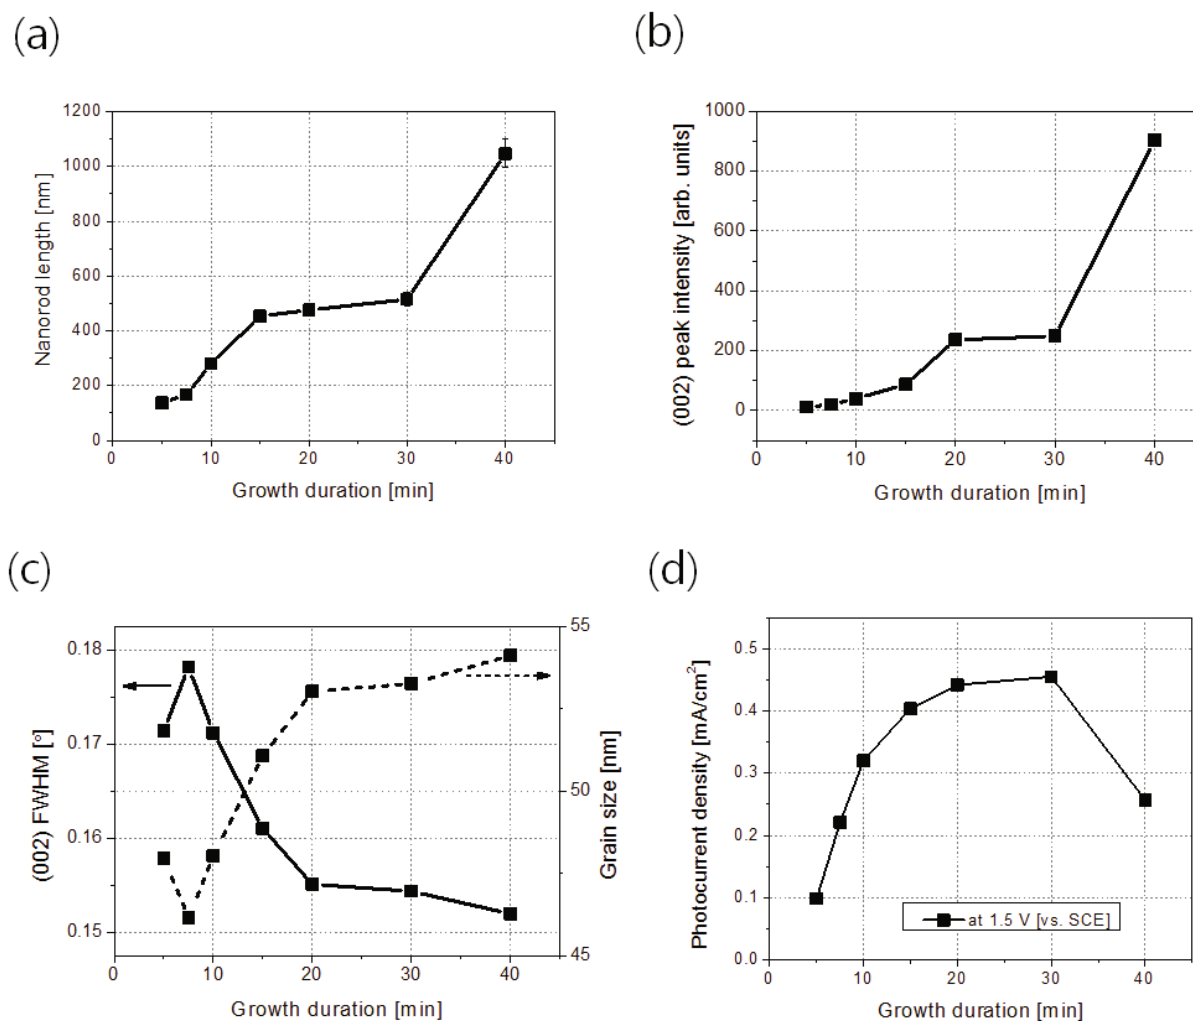 (a)
1200
1000
800
600
400
200
0
Nanorod length [nm]
0 10 20 30 40
Growth duration [min]
(b)
1000
800
600
400
200
0
(002) peak intensity [arb. units]
0 10 20 30 40
Growth duration [min]
(c)
0.18
0.17
0.16
0.15
(002) FWHM [°]
55
50
45
Grain size [nm]
0 10 20 30 40
Growth duration [min]
(d)
0.5
0.4
0.3
0.2
0.1
0.0
Photocurrent density [mA/cm²]
at 1.5 V [vs. SCE]
0 10 20 30 40
Growth duration [min]